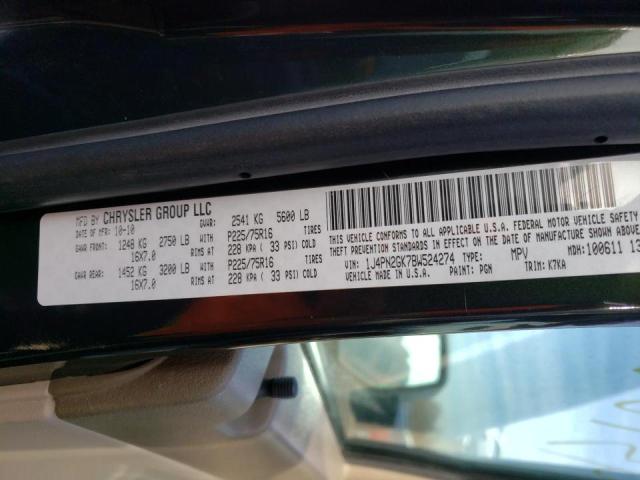 MFD BY CHRYSLER GROUP LLC
DATE OF MFR: 10-10 GVWR: 2541 KG 5600 LB
GAWR FRONT: 1248 KG 2750 LB WITH P225/75R16 TIRES
16X7.0 RIMS AT 228 KPA ( 33 PSI) COLD
GAWR REAR: 1452 KG 3200 LB WITH P225/75R16 TIRES
16X7.0 RIMS AT 228 KPA ( 33 PSI) COLD
THIS VEHICLE CONFORMS TO ALL APPLICABLE U.S.A. FEDERAL MOTOR VEHICLE SAFETY
THEFT PREVENTION STANDARDS IN EFFECT ON THE DATE OF MANUFACTURE SHOWN
VIN: 1J4PN2GK7BW524274 TYPE: MPV MDH: 100611 13
VEHICLE MADE IN U.S.A. PAINT: PGN TRIM: K7KA